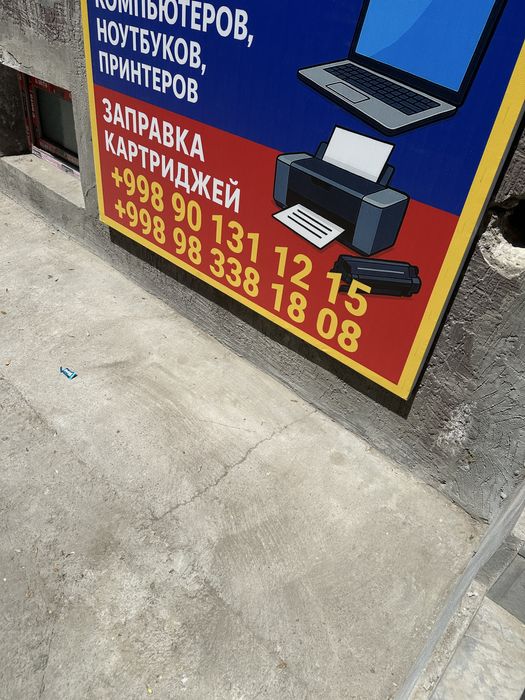 КОМПЬЮТЕРОВ,
НОУТБУКОВ,
ПРИНТЕРОВ
ЗАПРАВКА
КАРТРИДЖЕЙ
+998 90 131 12 15
+998 98 338 18 08